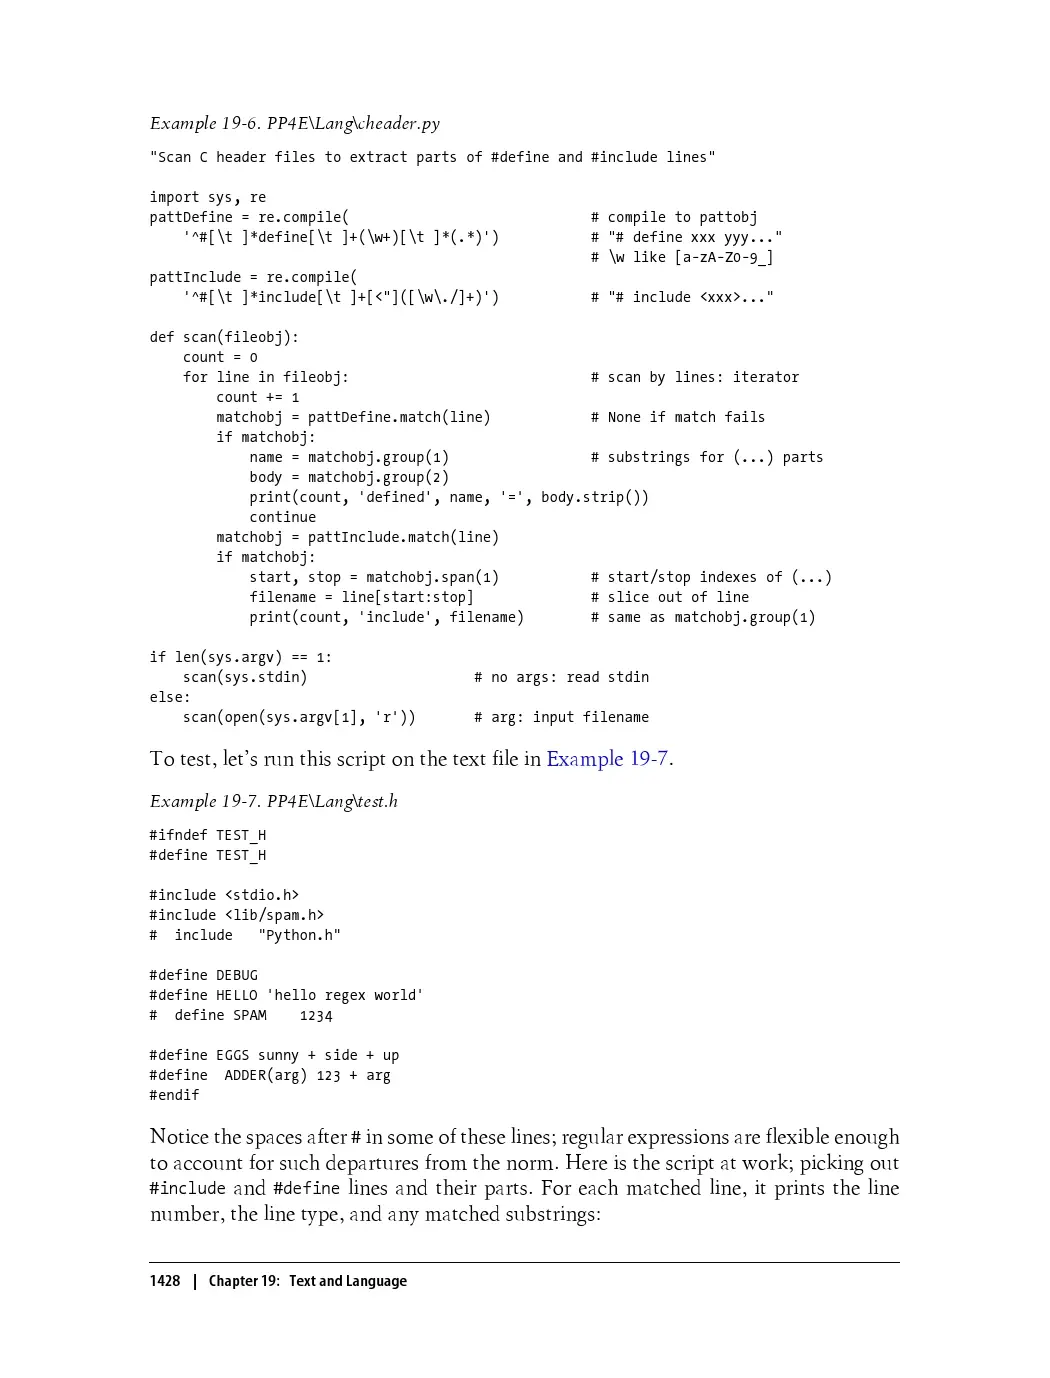 Example 19-6. PP4E\Lang\cheader.py
"Scan C header files to extract parts of #define and #include lines"
import sys, re
pattDefine = re.compile(                             # compile to pattobj
    '^#[\t ]*define[\t ]+(\w+)[\t ]*(.*)')           # "# define xxx yyy..."
                                                     # \w like [a-zA-Z0-9_]
pattInclude = re.compile(
    '^#[\t ]*include[\t ]+[<"]([\w\./]+)')           # "# include <xxx>..."
def scan(fileobj):
    count = 0
    for line in fileobj:                             # scan by lines: iterator
        count += 1
        matchobj = pattDefine.match(line)            # None if match fails
        if matchobj:
            name = matchobj.group(1)                 # substrings for (...) parts
            body = matchobj.group(2)
            print(count, 'defined', name, '=', body.strip())
            continue
        matchobj = pattInclude.match(line)
        if matchobj:
            start, stop = matchobj.span(1)           # start/stop indexes of (...)
            filename = line[start:stop]              # slice out of line
            print(count, 'include', filename)        # same as matchobj.group(1)
if len(sys.argv) == 1:
    scan(sys.stdin)                    # no args: read stdin
else:
    scan(open(sys.argv[1], 'r'))       # arg: input filename
To test, let's run this script on the text file in Example 19-7.
Example 19-7. PP4E\Lang\test.h
#ifndef TEST_H
#define TEST_H
#include <stdio.h>
#include <lib/spam.h>
#  include   "Python.h"
#define DEBUG
#define HELLO 'hello regex world'
#  define SPAM    1234
#define EGGS sunny + side + up
#define  ADDER(arg) 123 + arg
#endif
Notice the spaces after # in some of these lines; regular expressions are flexible enough
to account for such departures from the norm. Here is the script at work; picking out
#include and #define lines and their parts. For each matched line, it prints the line
number, the line type, and any matched substrings:
1428 | Chapter 19: Text and Language